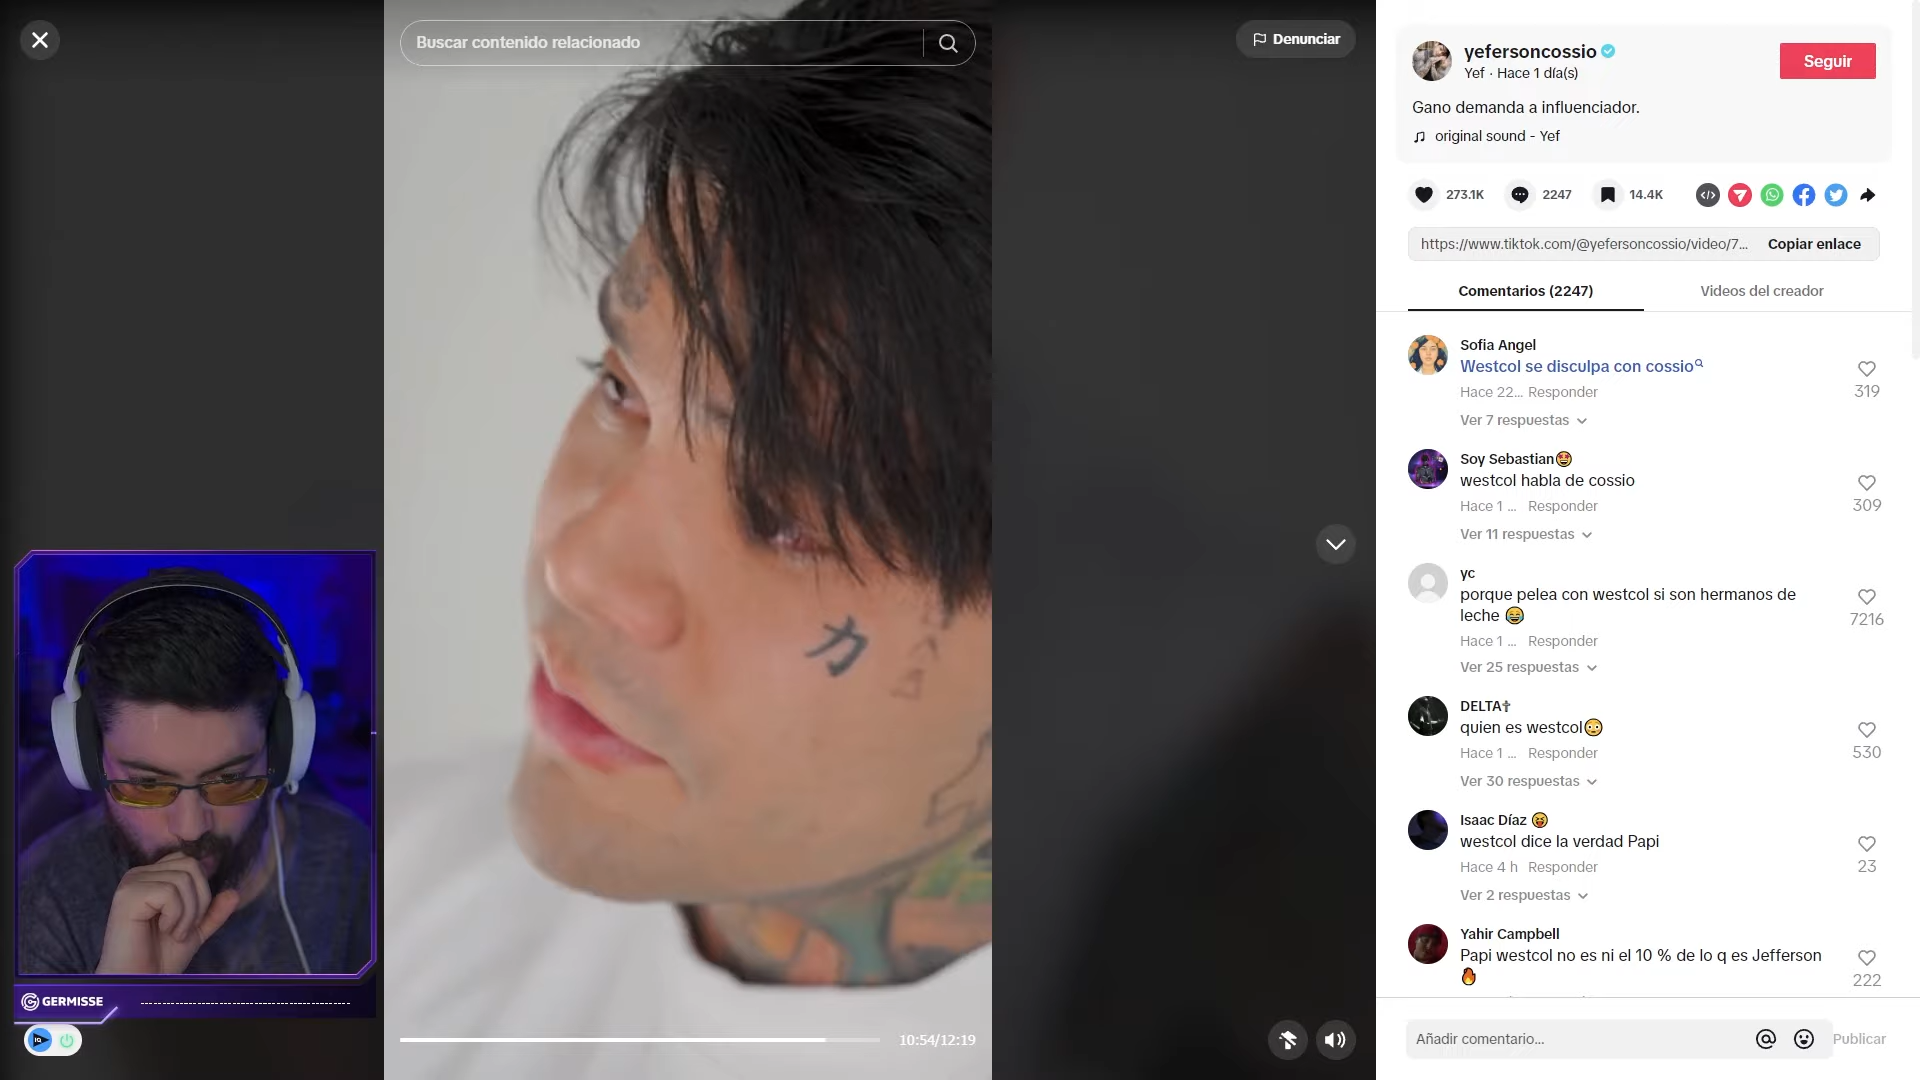 Buscar contenido relacionado
Denunciar
力
GERMISSE
10:54/12:19
yefersoncossio
Yef · Hace 1 día(s)
Seguir
Gano demanda a influenciador.
original sound - Yef
273.1K
2247
14.4K
https://www.tiktok.com/@yefersoncossio/video/7...
Copiar enlace
Comentarios (2247)
Videos del creador
Sofia Angel
Westcol se disculpa con cossio
Hace 22... Responder
319
Ver 7 respuestas
Soy Sebastian🤩
westcol habla de cossio
Hace 1 ... Responder
309
Ver 11 respuestas
yc
porque pelea con westcol si son hermanos de
leche 😂
Hace 1 ... Responder
7216
Ver 25 respuestas
DELTA✞
quien es westcol😳
Hace 1 ... Responder
530
Ver 30 respuestas
Isaac Díaz 😝
westcol dice la verdad Papi
Hace 4 h Responder
23
Ver 2 respuestas
Yahir Campbell
Papi westcol no es ni el 10 % de lo q es Jefferson
🔥
222
Añadir comentario...
Publicar